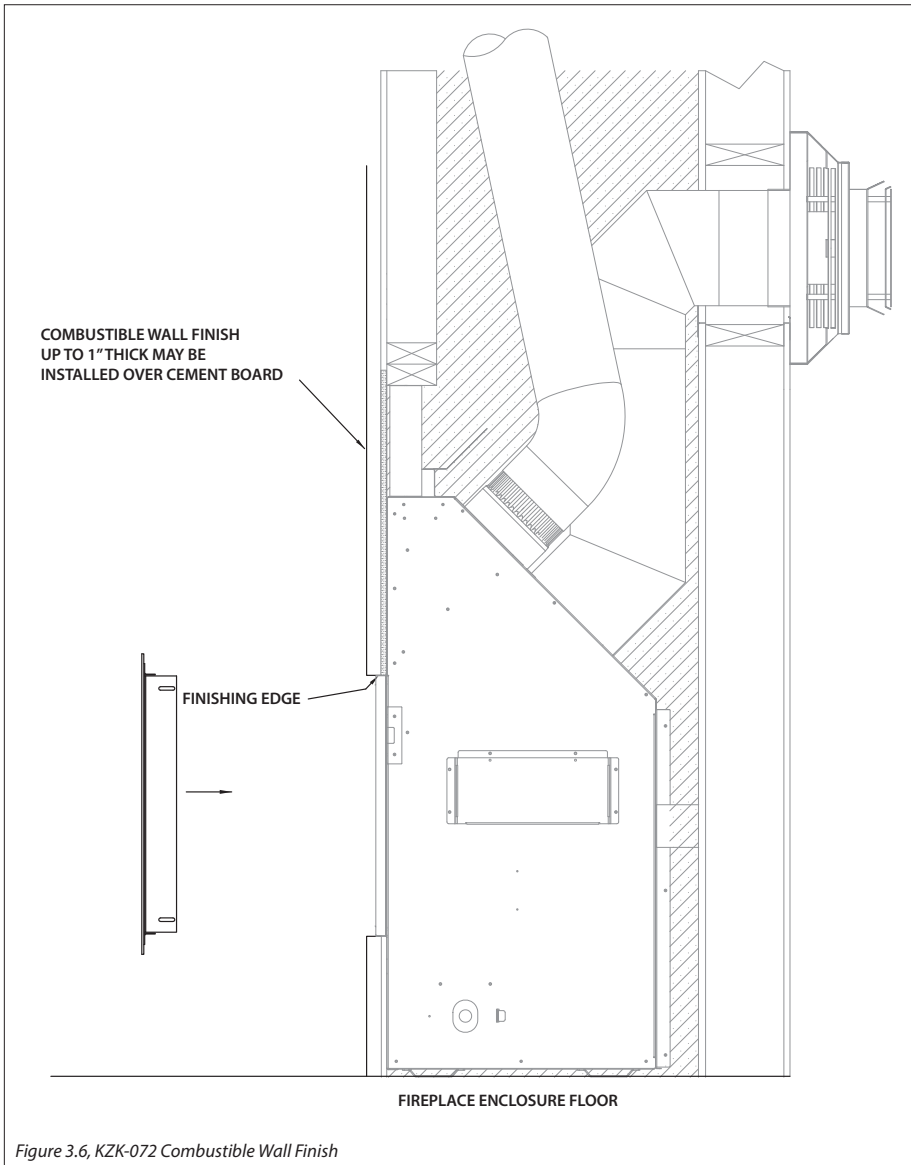 COMBUSTIBLE WALL FINISH
UP TO 1" THICK MAY BE
INSTALLED OVER CEMENT BOARD
FINISHING EDGE
FIREPLACE ENCLOSURE FLOOR
Figure 3.6, KZK-072 Combustible Wall Finish